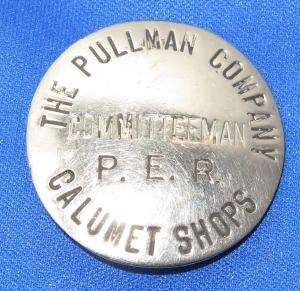 THE PULLMAN COMPANY
COMMITTEEMAN
P. E. R.
CALUMET SHOPS